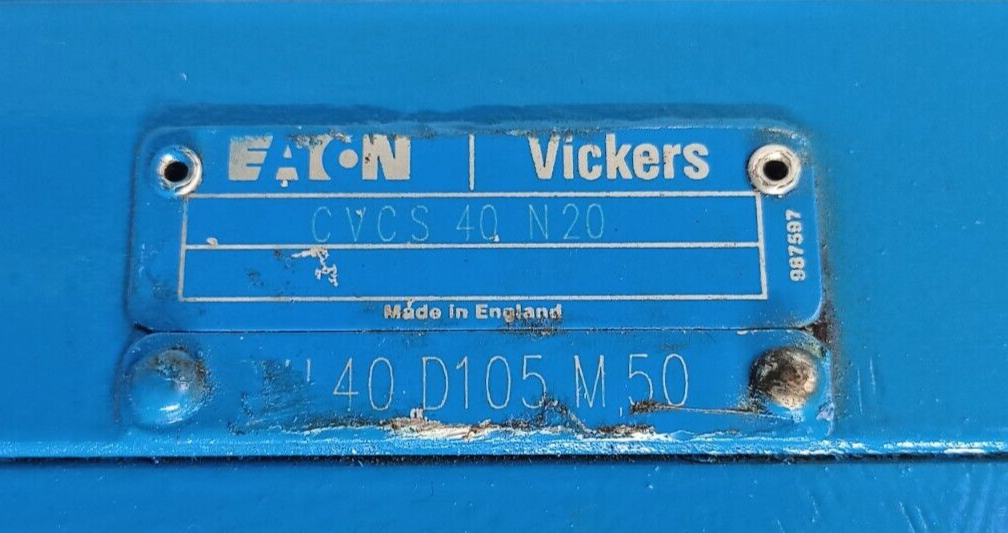 EATON | Vickers
CVCS 40 N20
987597
Made in England
40 D105 M 50